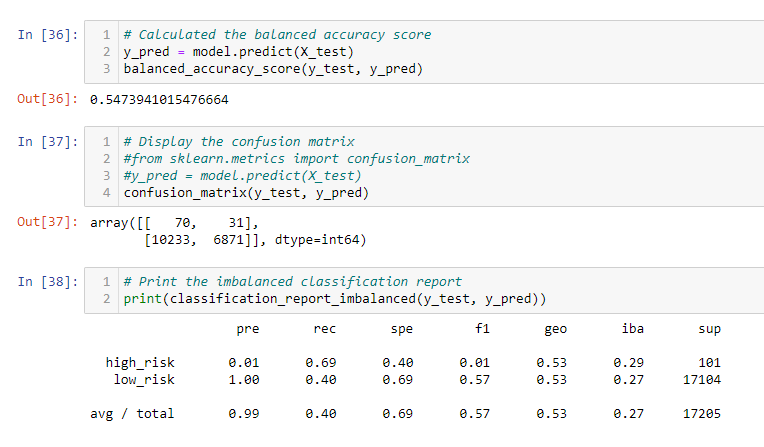 In [36]: 1 # Calculated the balanced accuracy score
2 y_pred = model.predict(X_test)
3 balanced_accuracy_score(y_test, y_pred)
Out[36]: 0.5473941015476664
In [37]: 1 # Display the confusion matrix
2 #from sklearn.metrics import confusion_matrix
3 #y_pred = model.predict(X_test)
4 confusion_matrix(y_test, y_pred)
Out[37]: array([[   70,    31],
[10233,  6871]], dtype=int64)
In [38]: 1 # Print the imbalanced classification report
2 print(classification_report_imbalanced(y_test, y_pred))
pre rec spe f1 geo iba sup
high_risk 0.01 0.69 0.40 0.01 0.53 0.29 101
low_risk 1.00 0.40 0.69 0.57 0.53 0.27 17104
avg / total 0.99 0.40 0.69 0.57 0.53 0.27 17205